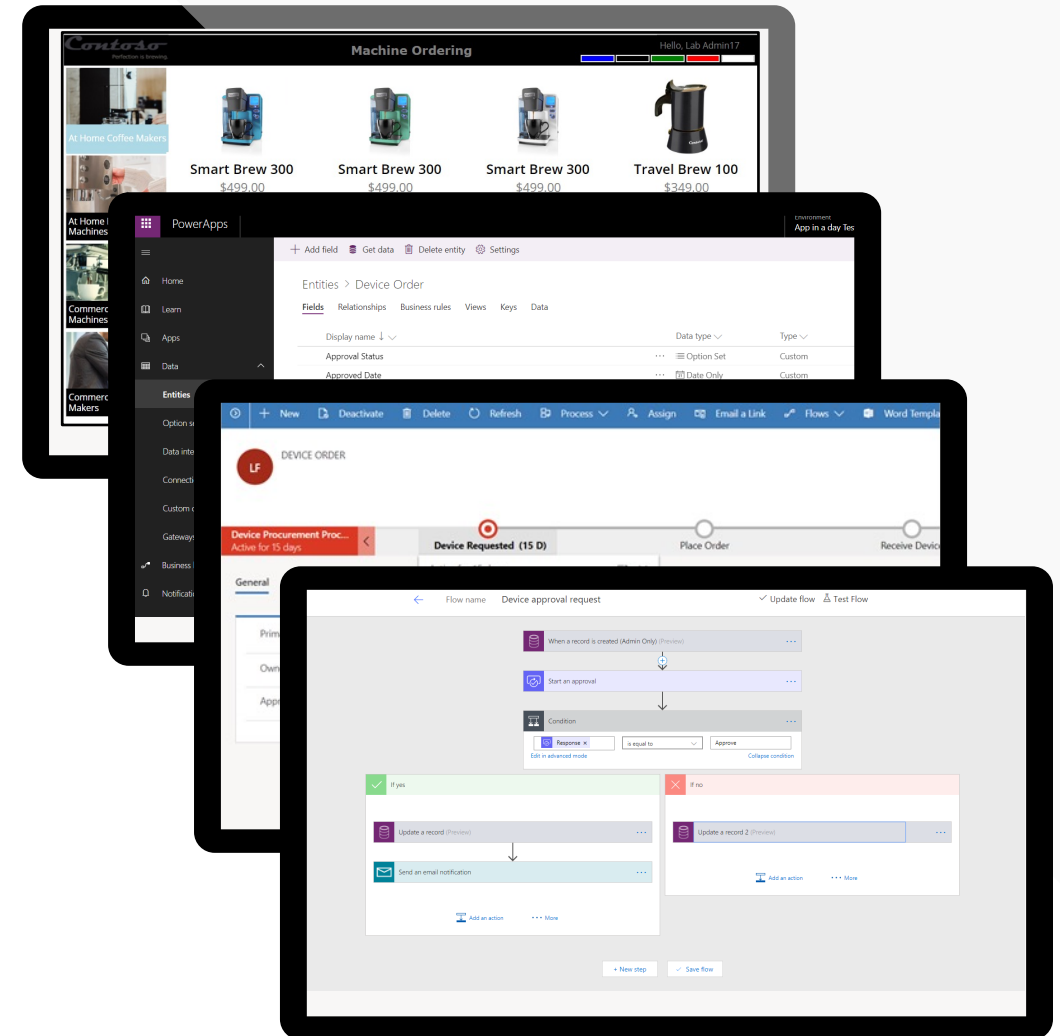 Contoso
Perfection is brewing.
Machine Ordering
Hello, Lab Admin17
At Home Coffee Makers
Smart Brew 300
$499.00
Smart Brew 300
$499.00
Smart Brew 300
$499.00
Travel Brew 100
$349.00
At Home
Machines
Commerc
Machines
Commerc
Makers
PowerApps
Environment
App in a day Tes
Home
Learn
Apps
Data
Entities
Option se
Data inte
Connecti
Custom c
Gateways
Business
Notificati
+ Add field
Get data
Delete entity
Settings
Entities > Device Order
Fields Relationships Business rules Views Keys Data
Display name ↓ Data type Type
Approval Status ··· Option Set Custom
Approved Date ··· Date Only Custom
+ New Deactivate Delete Refresh Process Assign Email a Link Flows Word Templa
LF
DEVICE ORDER
Device Procurement Proc...
Active for 15 days
Device Requested (15 D)
Place Order
Receive Device
General
Prim
Own
Appr
Flow name Device approval request
Update flow Test Flow
When a record is created (Admin Only) (Preview) ···
Start an approval ···
Condition ···
Response × is equal to Approve
Edit in advanced mode Collapse condition
If yes
Update a record (Preview) ···
Send an email notification ···
Add an action ··· More
If no
Update a record 2 (Preview) ···
Add an action ··· More
+ New step
Save flow